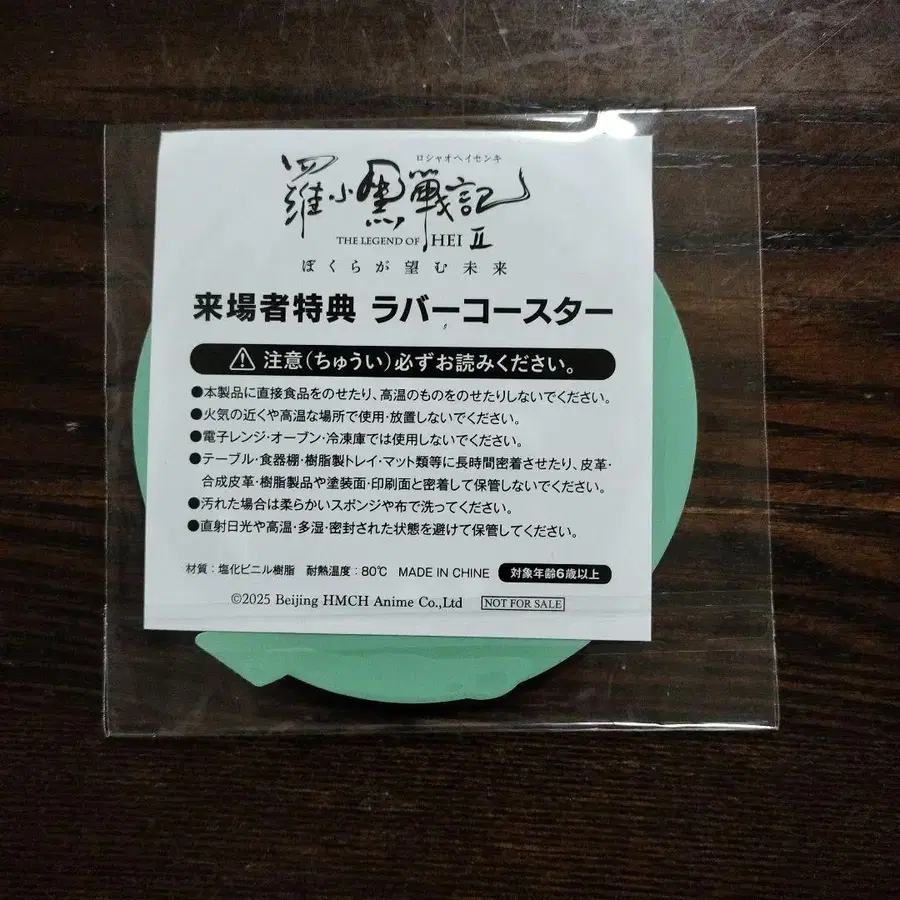 ロシャオヘイセンキ
羅小黒戰記
THE LEGEND OF HEI II
ぼくらが望む未来
来場者特典 ラバーコースター
注意(ちゅうい)必ずお読みください。
●本製品に直接食品をのせたり、高温のものをのせたりしないでください。
●火気の近くや高温な場所で使用・放置しないでください。
●電子レンジ・オーブン・冷凍庫では使用しないでください。
●テーブル・食器棚・樹脂製トレイ・マット類等に長時間密着させたり、皮革・
合成皮革・樹脂製品や塗装面・印刷面と密着して保管しないでください。
●汚れた場合は柔らかいスポンジや布で洗ってください。
●直射日光や高温・多湿・密封された状態を避けて保管してください。
材質：塩化ビニル樹脂 耐熱温度：80℃ MADE IN CHINE 対象年齢6歳以上
©2025 Beijing HMCH Anime Co.,Ltd NOT FOR SALE